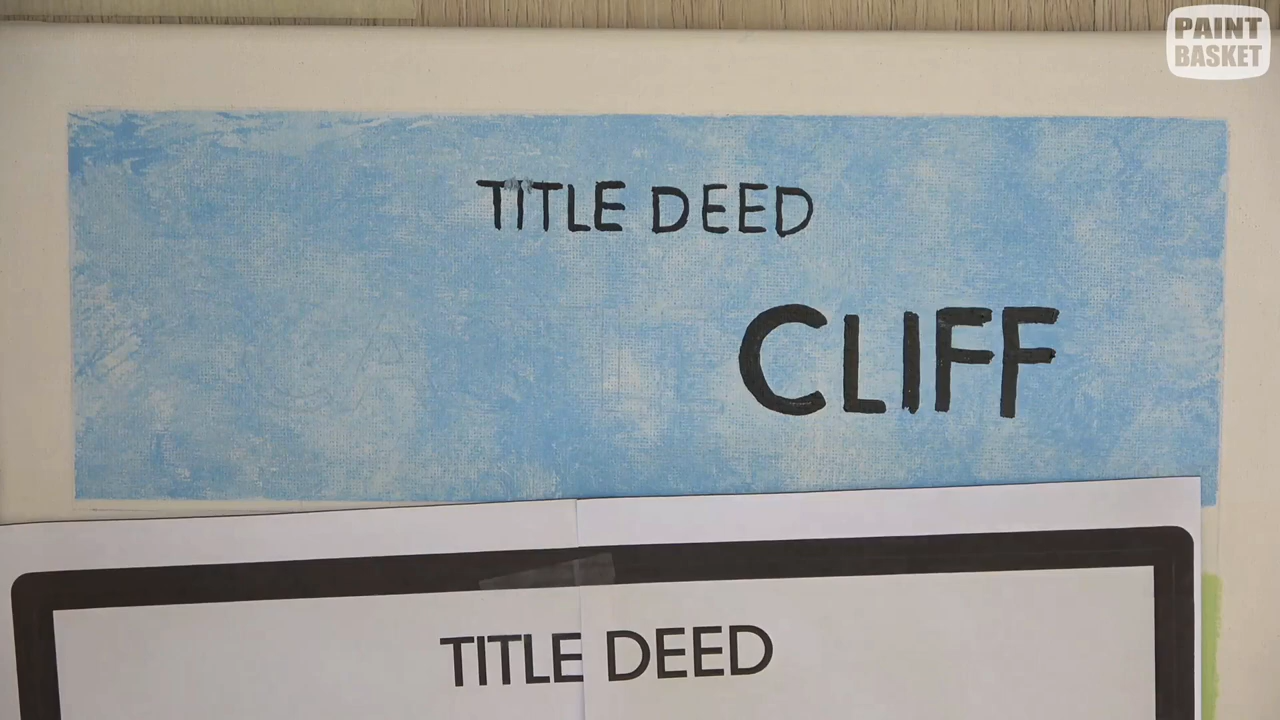 PAINT
BASKET
TITLE DEED
CLIFF
TITLE DEED